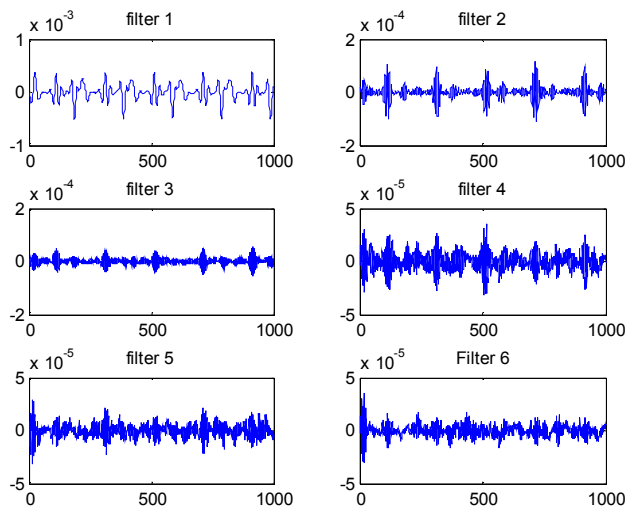 filter 1
x 10^-3
1
0
-1
0 500 1000
filter 2
x 10^-4
2
0
-2
0 500 1000
filter 3
x 10^-4
2
0
-2
0 500 1000
filter 4
x 10^-5
5
0
-5
0 500 1000
filter 5
x 10^-5
5
0
-5
0 500 1000
Filter 6
x 10^-5
5
0
-5
0 500 1000